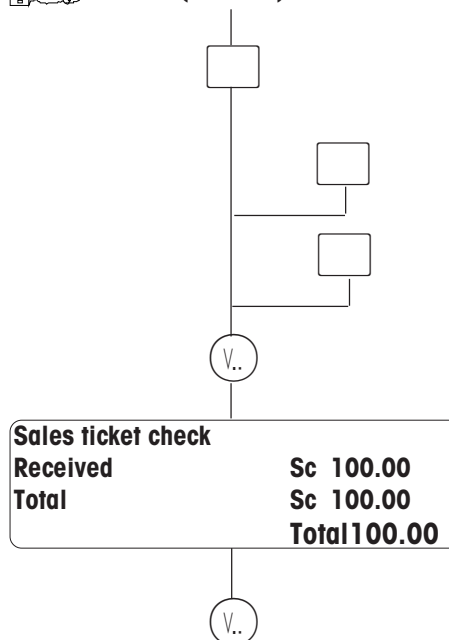 V..
Sales ticket check
Received Sc 100.00
Total Sc 100.00
Total100.00
V..